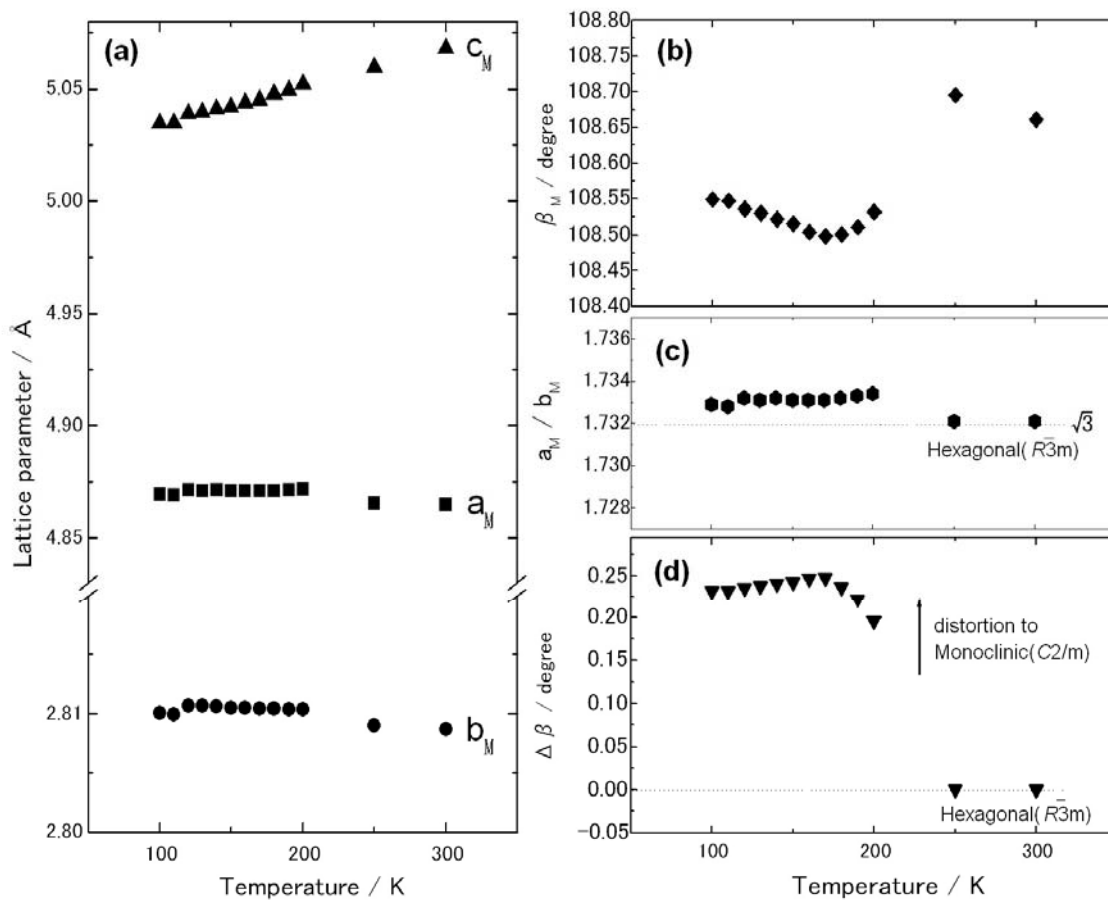 (a)
c_M
5.05
5.00
4.95
4.90
a_M
4.85
b_M
2.81
2.80
100
200
300
Lattice parameter / Å
Temperature / K
(b)
108.80
108.75
108.70
108.65
108.60
108.55
108.50
108.45
108.40
β_M / degree
(c)
1.736
1.734
1.732
1.730
1.728
a_M / b_M
√3
Hexagonal( R3̄m)
(d)
0.25
0.20
0.15
0.10
0.05
0.00
-0.05
Δβ / degree
distortion to
Monoclinic(C2/m)
Hexagonal( R3̄m)
100
200
300
Temperature / K